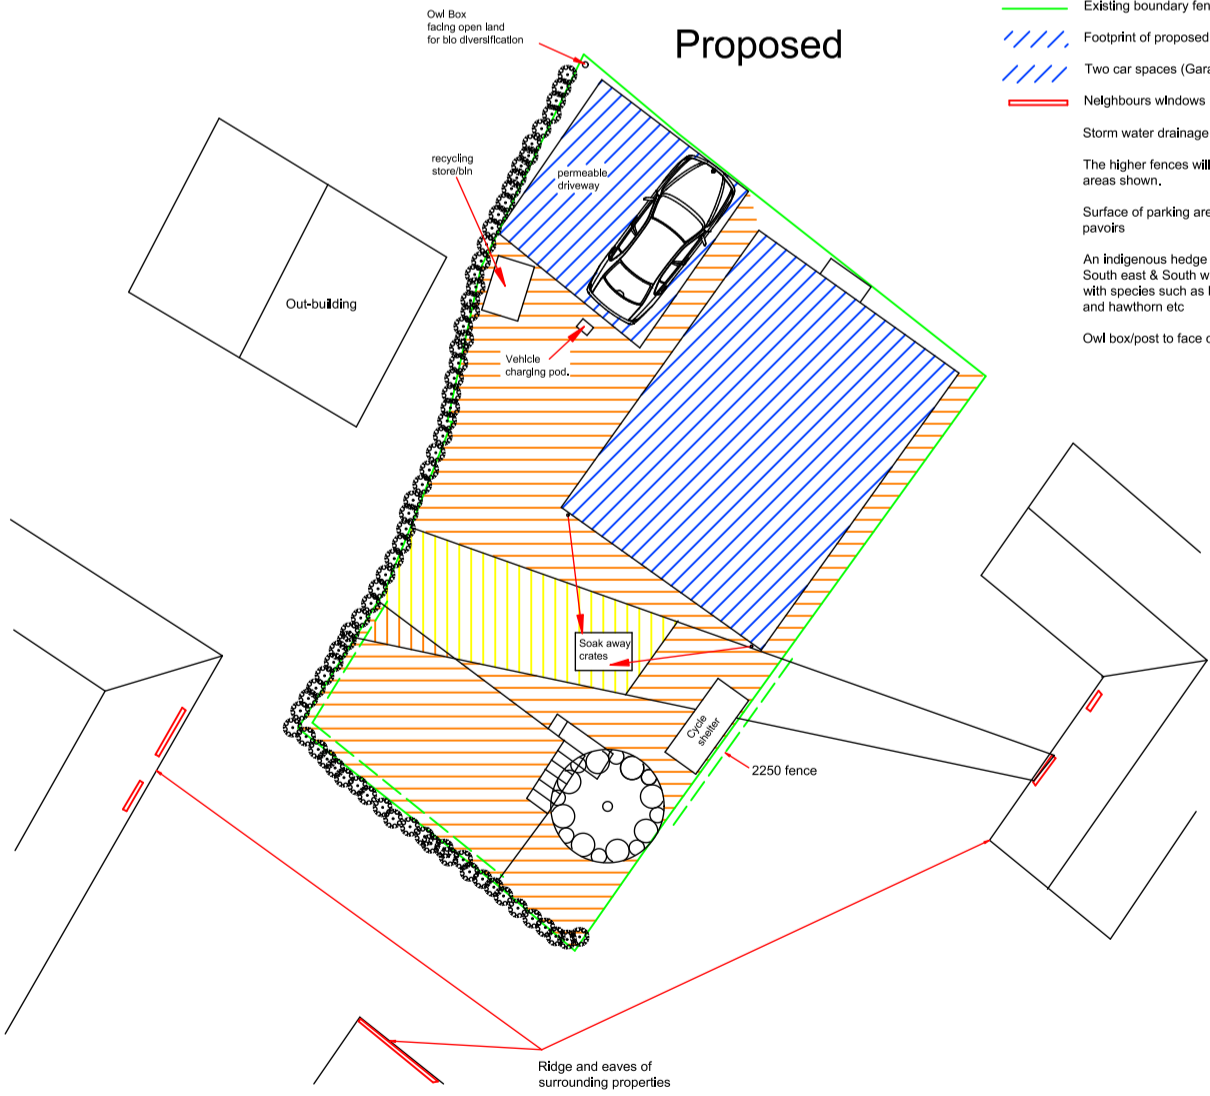 Proposed
Owl Box
facing open land
for bio diversification
recycling
store/bin
permeable
driveway
Out-building
Vehicle
charging pod.
Soak away
crates
Cycle
shelter
2250 fence
Ridge and eaves of
surrounding properties
Existing boundary fen
Footprint of proposed
Two car spaces (Gara
Neighbours windows
Storm water drainage
The higher fences will
areas shown.
Surface of parking are
pavoirs
An indigenous hedge
South east & South w
with species such as
and hawthorn etc
Owl box/post to face